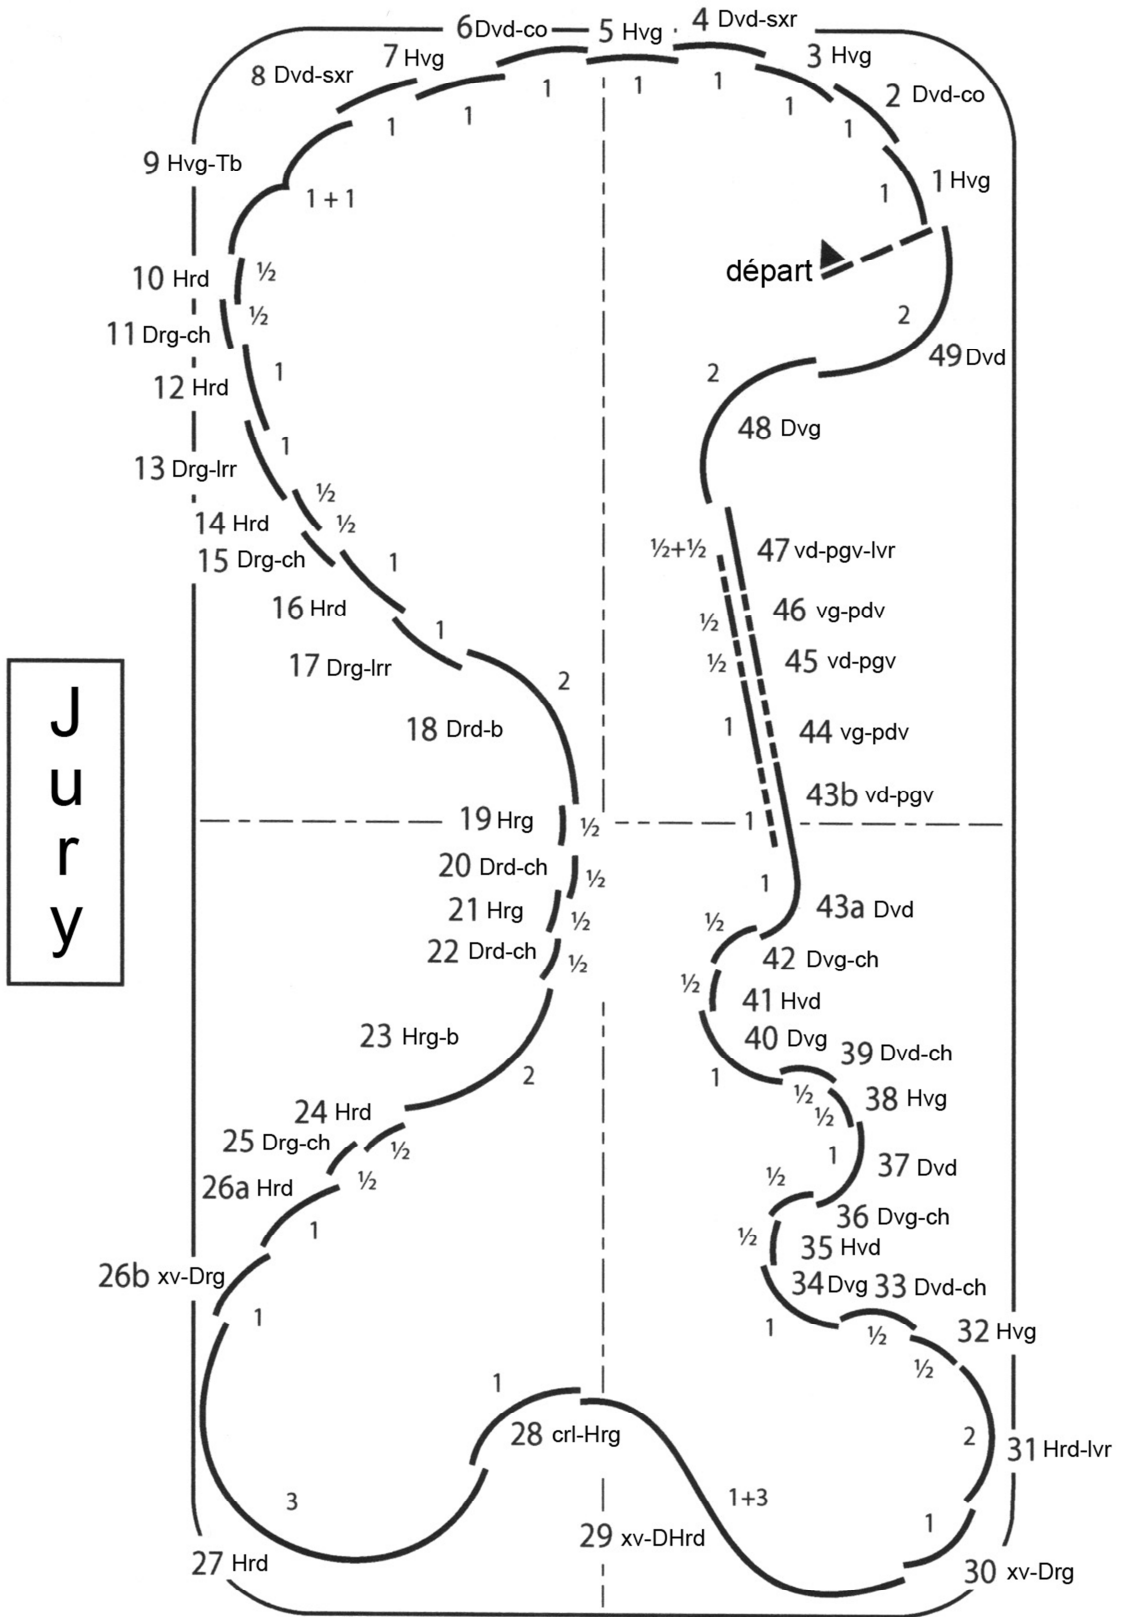 1 Hvg
1
2 Dvd-co
1
3 Hvg
1
4 Dvd-sxr
1
5 Hvg
1
6 Dvd-co
1
7 Hvg
1
8 Dvd-sxr
1
9 Hvg-Tb
1 + 1
10 Hrd
½
11 Drg-ch
½
12 Hrd
1
13 Drg-lrr
1
14 Hrd
½
15 Drg-ch
½
16 Hrd
1
17 Drg-lrr
1
18 Drd-b
2
19 Hrg
½
20 Drd-ch
½
21 Hrg
½
22 Drd-ch
½
23 Hrg-b
2
24 Hrd
½
25 Drg-ch
½
26a Hrd
1
26b xv-Drg
1
27 Hrd
3
28 crl-Hrg
1
29 xv-DHrd
1+3
30 xv-Drg
1
31 Hrd-lvr
2
32 Hvg
½
33 Dvd-ch
½
34 Dvg
1
35 Hvd
½
36 Dvg-ch
½
37 Dvd
1
38 Hvg
½
39 Dvd-ch
½
40 Dvg
1
41 Hvd
½
42 Dvg-ch
½
43a Dvd
1
43b vd-pgv
1
44 vg-pdv
1
45 vd-pgv
½
46 vg-pdv
½
47 vd-pgv-lvr
½+½
48 Dvg
2
49 Dvd
2
départ
J
u
r
y